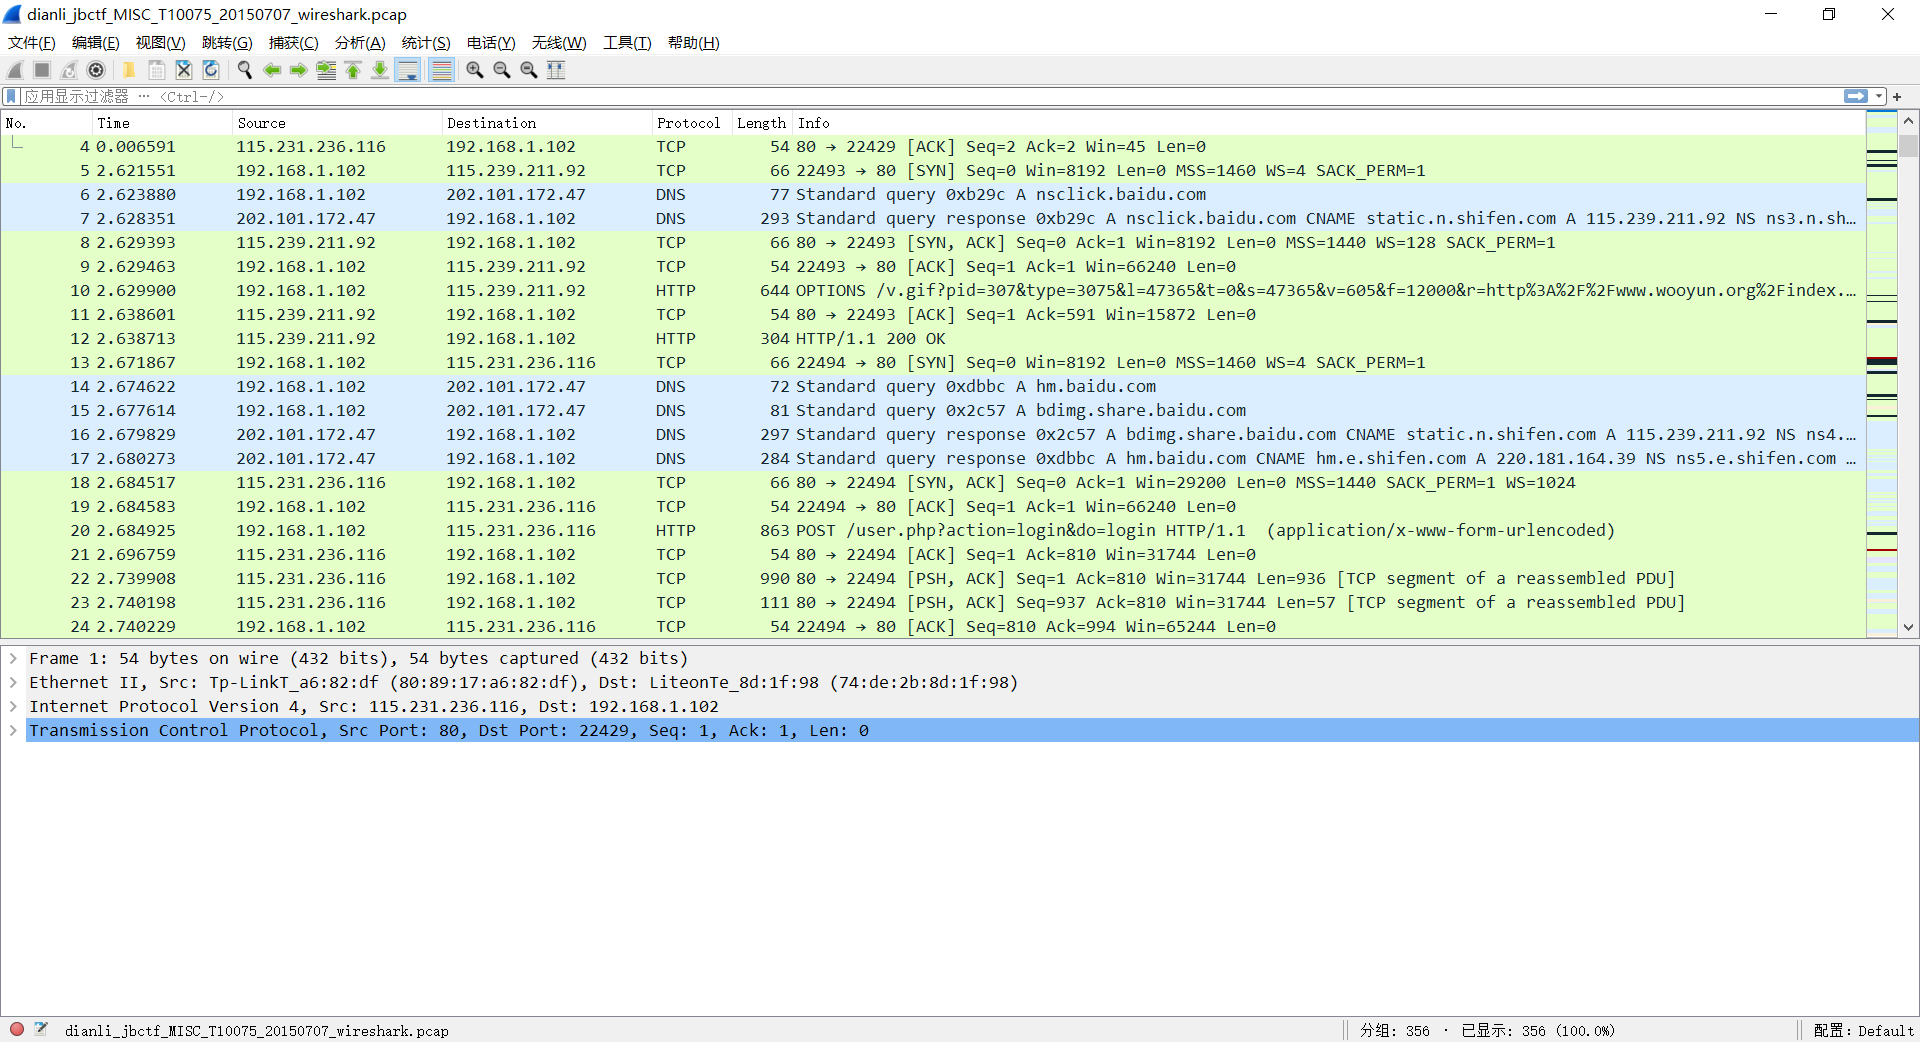 dianli_jbctf_MISC_T10075_20150707_wireshark.pcap
文件(F) 编辑(E) 视图(V) 跳转(G) 捕获(C) 分析(A) 统计(S) 电话(Y) 无线(W) 工具(T) 帮助(H)
应用显示过滤器 … <Ctrl-/>
No. Time Source Destination Protocol Length Info
4 0.006591 115.231.236.116 192.168.1.102 TCP 54 80 → 22429 [ACK] Seq=2 Ack=2 Win=45 Len=0
5 2.621551 192.168.1.102 115.239.211.92 TCP 66 22493 → 80 [SYN] Seq=0 Win=8192 Len=0 MSS=1460 WS=4 SACK_PERM=1
6 2.623880 192.168.1.102 202.101.172.47 DNS 77 Standard query 0xb29c A nsclick.baidu.com
7 2.628351 202.101.172.47 192.168.1.102 DNS 293 Standard query response 0xb29c A nsclick.baidu.com CNAME static.n.shifen.com A 115.239.211.92 NS ns3.n.sh…
8 2.629393 115.239.211.92 192.168.1.102 TCP 66 80 → 22493 [SYN, ACK] Seq=0 Ack=1 Win=8192 Len=0 MSS=1440 WS=128 SACK_PERM=1
9 2.629463 192.168.1.102 115.239.211.92 TCP 54 22493 → 80 [ACK] Seq=1 Ack=1 Win=66240 Len=0
10 2.629900 192.168.1.102 115.239.211.92 HTTP 644 OPTIONS /v.gif?pid=307&type=3075&l=47365&t=0&s=47365&v=605&f=12000&r=http%3A%2F%2Fwww.wooyun.org%2Findex.…
11 2.638601 115.239.211.92 192.168.1.102 TCP 54 80 → 22493 [ACK] Seq=1 Ack=591 Win=15872 Len=0
12 2.638713 115.239.211.92 192.168.1.102 HTTP 304 HTTP/1.1 200 OK
13 2.671867 192.168.1.102 115.231.236.116 TCP 66 22494 → 80 [SYN] Seq=0 Win=8192 Len=0 MSS=1460 WS=4 SACK_PERM=1
14 2.674622 192.168.1.102 202.101.172.47 DNS 72 Standard query 0xdbbc A hm.baidu.com
15 2.677614 192.168.1.102 202.101.172.47 DNS 81 Standard query 0x2c57 A bdimg.share.baidu.com
16 2.679829 202.101.172.47 192.168.1.102 DNS 297 Standard query response 0x2c57 A bdimg.share.baidu.com CNAME static.n.shifen.com A 115.239.211.92 NS ns4.…
17 2.680273 202.101.172.47 192.168.1.102 DNS 284 Standard query response 0xdbbc A hm.baidu.com CNAME hm.e.shifen.com A 220.181.164.39 NS ns5.e.shifen.com …
18 2.684517 115.231.236.116 192.168.1.102 TCP 66 80 → 22494 [SYN, ACK] Seq=0 Ack=1 Win=29200 Len=0 MSS=1440 SACK_PERM=1 WS=1024
19 2.684583 192.168.1.102 115.231.236.116 TCP 54 22494 → 80 [ACK] Seq=1 Ack=1 Win=66240 Len=0
20 2.684925 192.168.1.102 115.231.236.116 HTTP 863 POST /user.php?action=login&do=login HTTP/1.1 (application/x-www-form-urlencoded)
21 2.696759 115.231.236.116 192.168.1.102 TCP 54 80 → 22494 [ACK] Seq=1 Ack=810 Win=31744 Len=0
22 2.739908 115.231.236.116 192.168.1.102 TCP 990 80 → 22494 [PSH, ACK] Seq=1 Ack=810 Win=31744 Len=936 [TCP segment of a reassembled PDU]
23 2.740198 115.231.236.116 192.168.1.102 TCP 111 80 → 22494 [PSH, ACK] Seq=937 Ack=810 Win=31744 Len=57 [TCP segment of a reassembled PDU]
24 2.740229 192.168.1.102 115.231.236.116 TCP 54 22494 → 80 [ACK] Seq=810 Ack=994 Win=65244 Len=0
Frame 1: 54 bytes on wire (432 bits), 54 bytes captured (432 bits)
Ethernet II, Src: Tp-LinkT_a6:82:df (80:89:17:a6:82:df), Dst: LiteonTe_8d:1f:98 (74:de:2b:8d:1f:98)
Internet Protocol Version 4, Src: 115.231.236.116, Dst: 192.168.1.102
Transmission Control Protocol, Src Port: 80, Dst Port: 22429, Seq: 1, Ack: 1, Len: 0
dianli_jbctf_MISC_T10075_20150707_wireshark.pcap 分组: 356 · 已显示: 356 (100.0%) 配置: Default